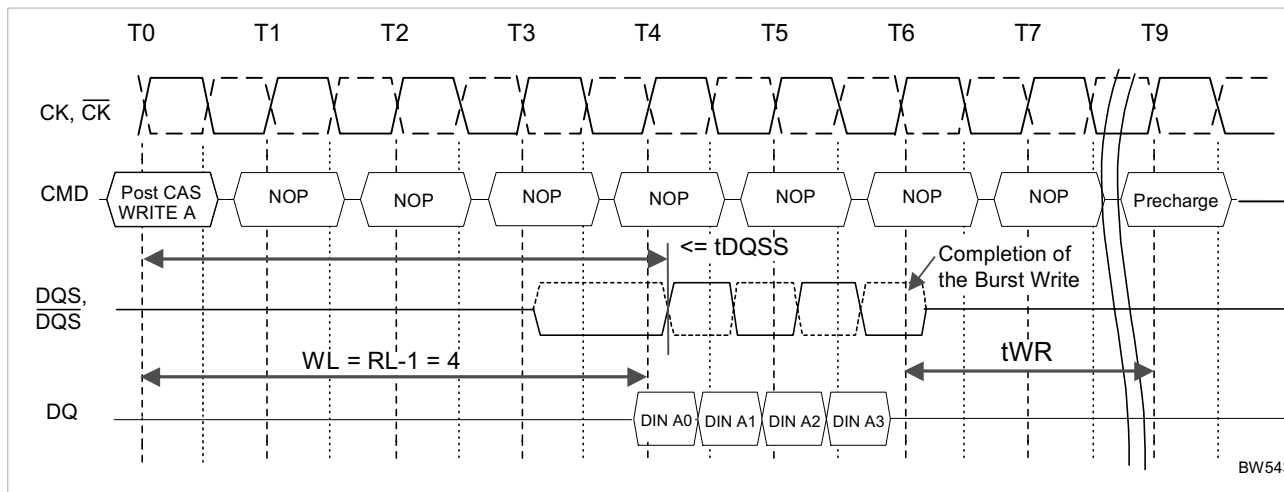 T0 T1 T2 T3 T4 T5 T6 T7 T9
CK, CK
CMD Post CAS WRITE A NOP NOP NOP NOP NOP NOP NOP Precharge
<= tDQSS
Completion of
the Burst Write
DQS,
DQS
WL = RL-1 = 4
tWR
DQ DIN A0 DIN A1 DIN A2 DIN A3
BW543